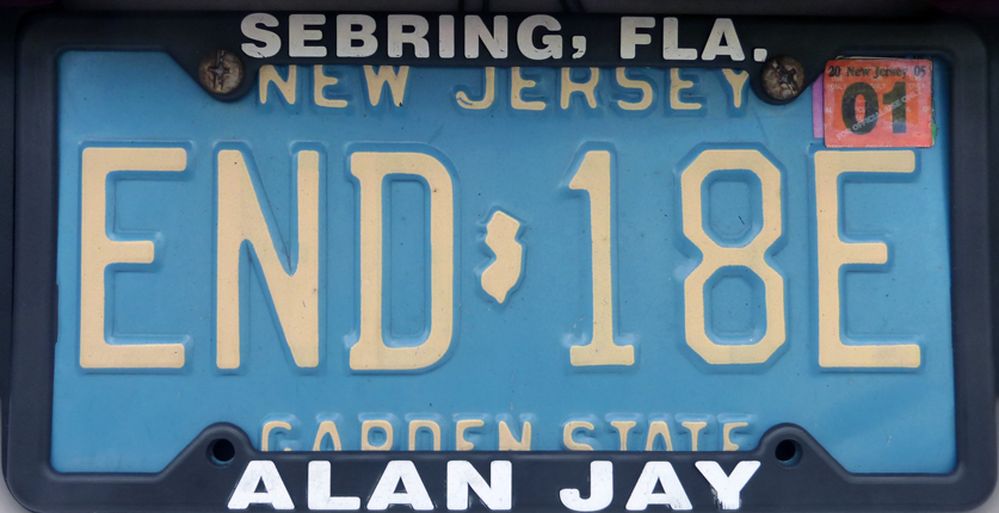 SEBRING, FLA.
NEW JERSEY
20 New Jersey 05
01
END 18E
GARDEN STATE
ALAN JAY